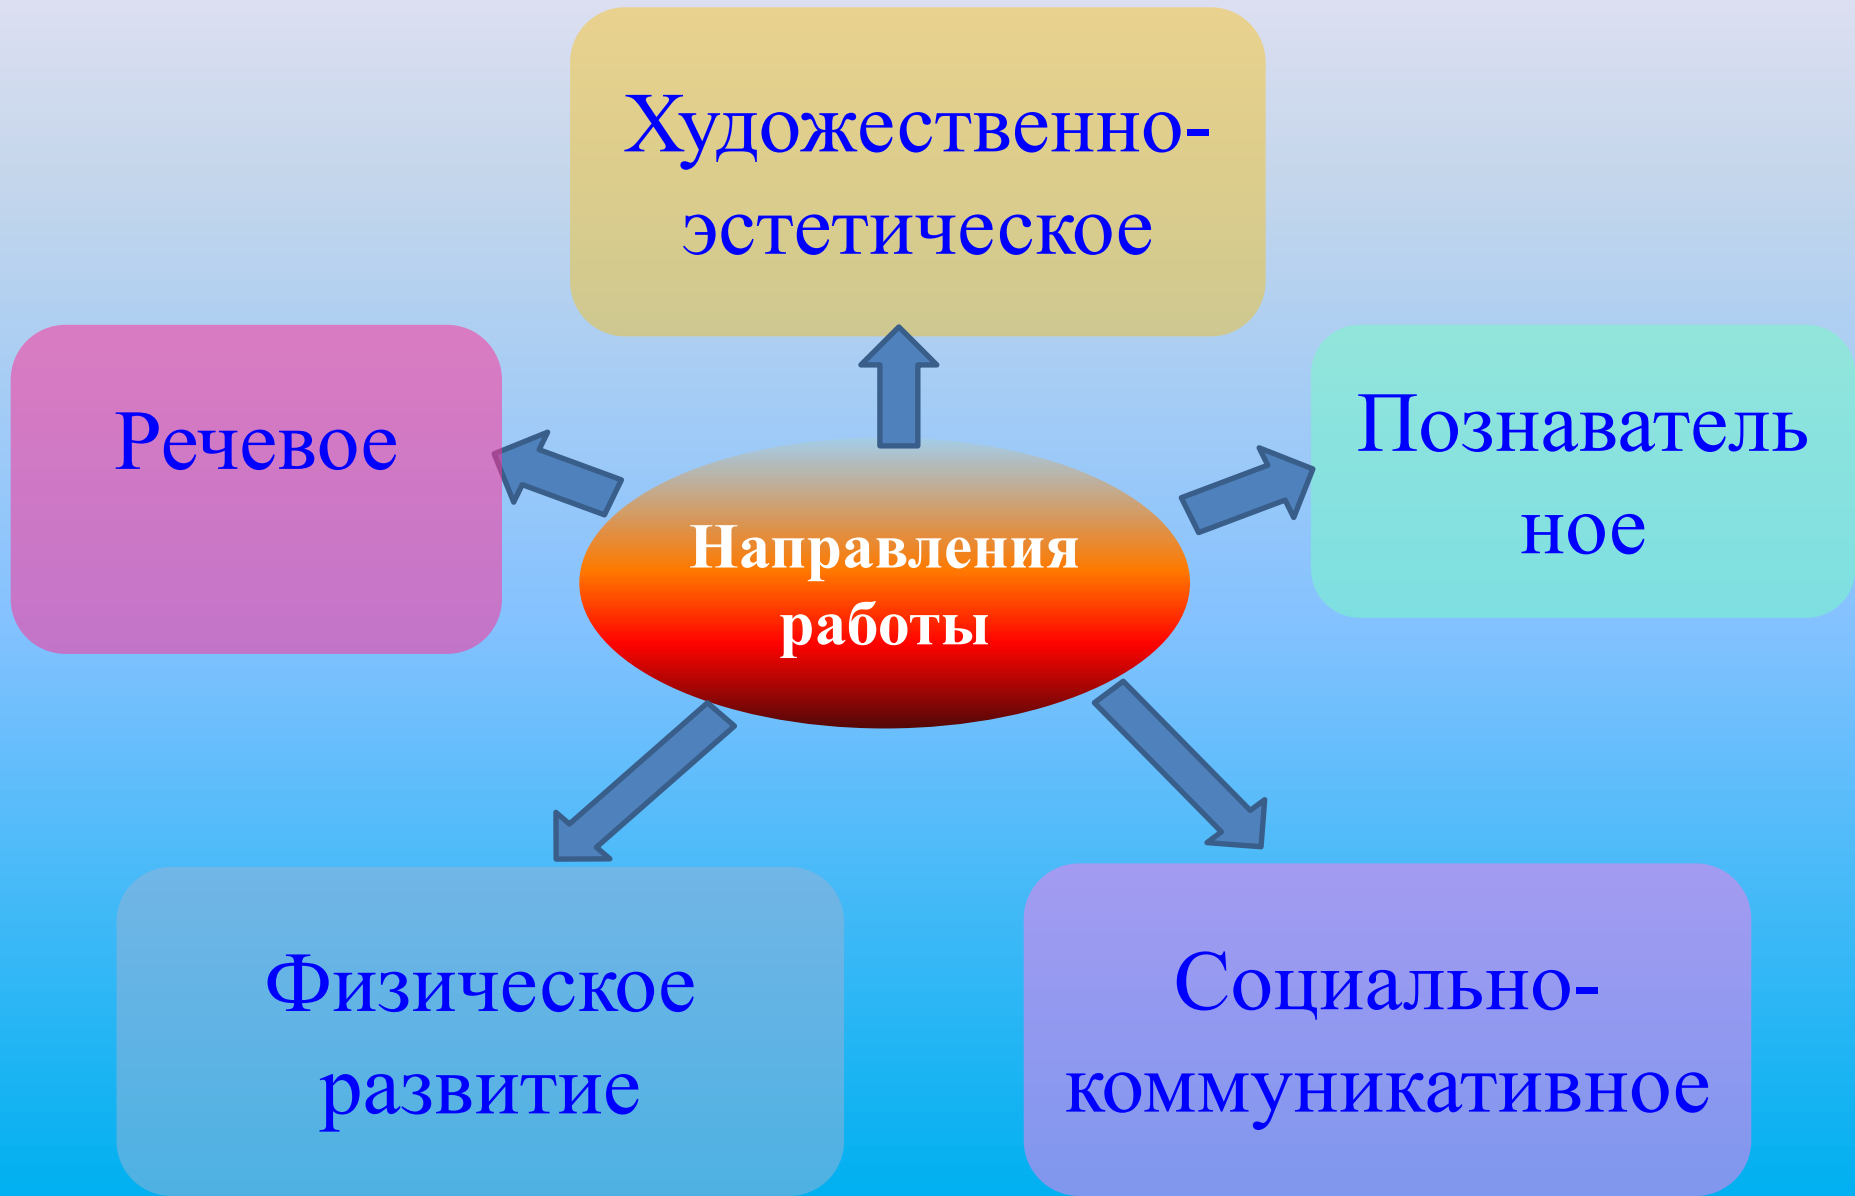 Художественно-
эстетическое
Речевое
Познаватель
ное
Направления
работы
Физическое
развитие
Социально-
коммуникативное